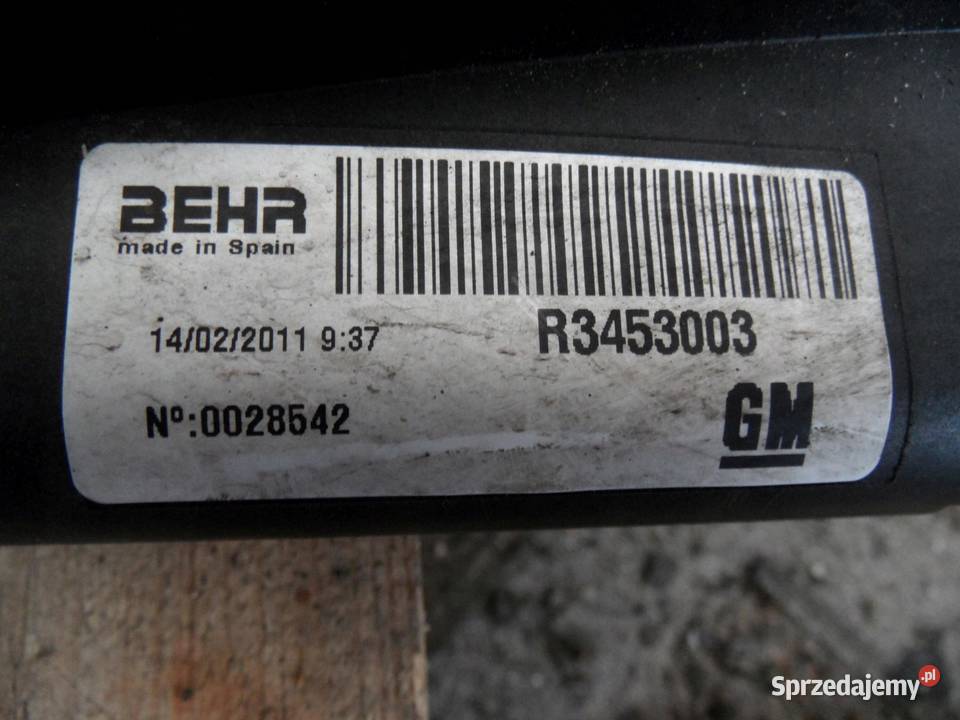 BEHR
made in Spain
14/02/2011 9:37
R3453003
Nº:0028542
GM
Sprzedajemy.pl